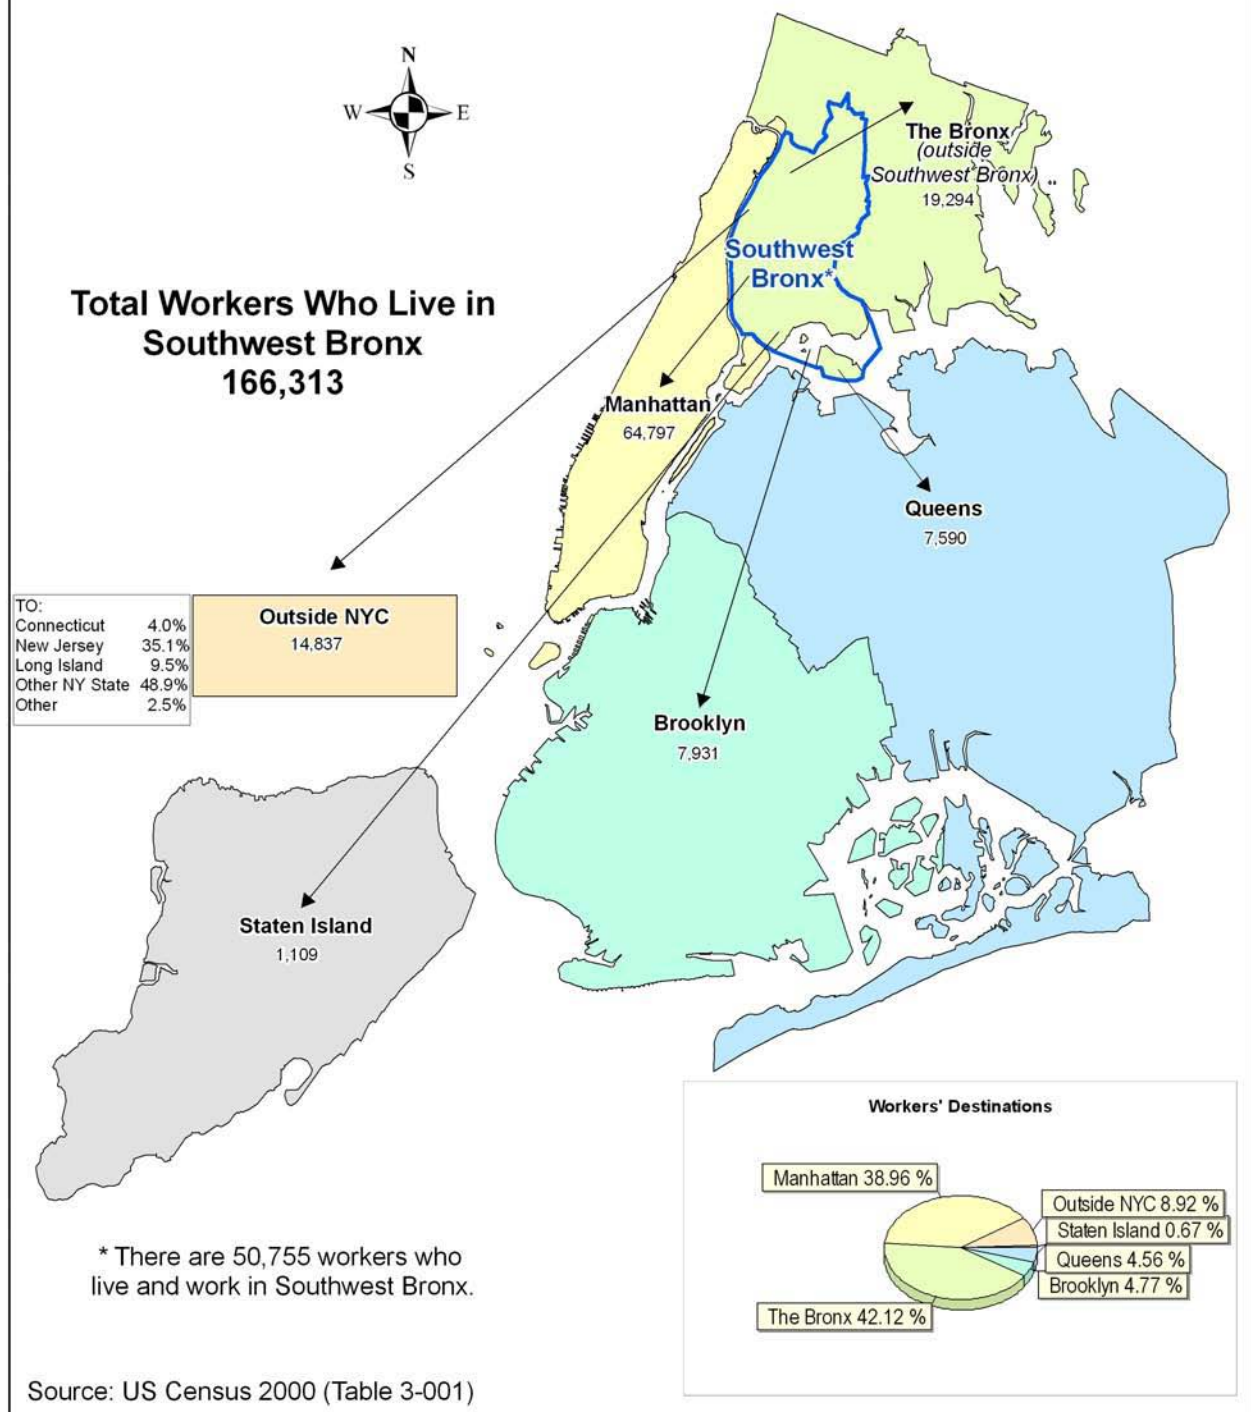 N
W E
S
The Bronx
(outside
Southwest Bronx)
19,294
Southwest
Bronx*
Total Workers Who Live in
Southwest Bronx
166,313
Manhattan
64,797
Queens
7,590
TO:
Connecticut 4.0%
New Jersey 35.1%
Long Island 9.5%
Other NY State 48.9%
Other 2.5%
Outside NYC
14,837
Brooklyn
7,931
Staten Island
1,109
Workers' Destinations
Manhattan 38.96 %
Outside NYC 8.92 %
Staten Island 0.67 %
Queens 4.56 %
Brooklyn 4.77 %
The Bronx 42.12 %
* There are 50,755 workers who
live and work in Southwest Bronx.
Source: US Census 2000 (Table 3-001)